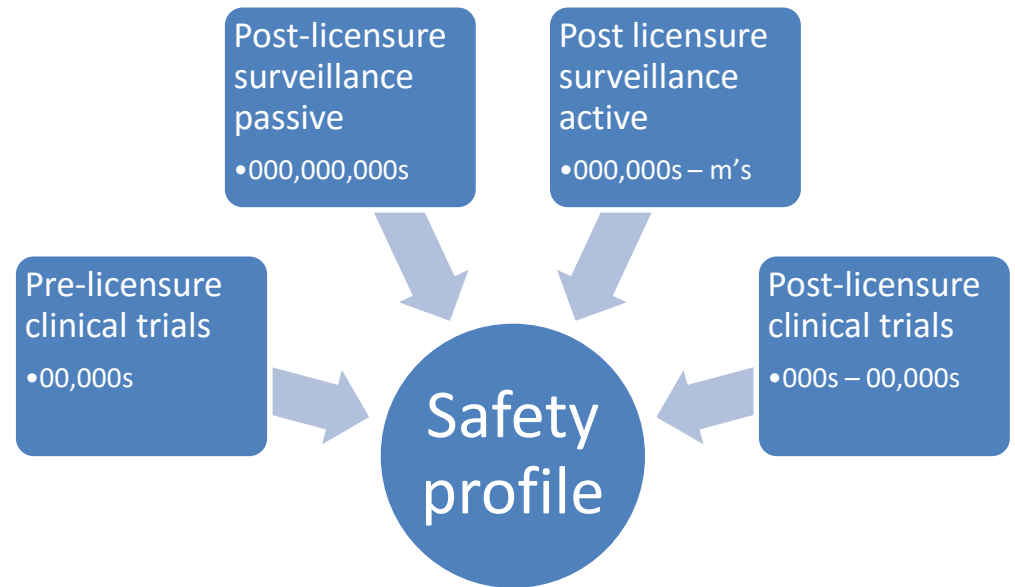 Post-licensure
surveillance
passive
•000,000,000s
Post licensure
surveillance
active
•000,000s – m's
Pre-licensure
clinical trials
•00,000s
Post-licensure
clinical trials
•000s – 00,000s
Safety
profile